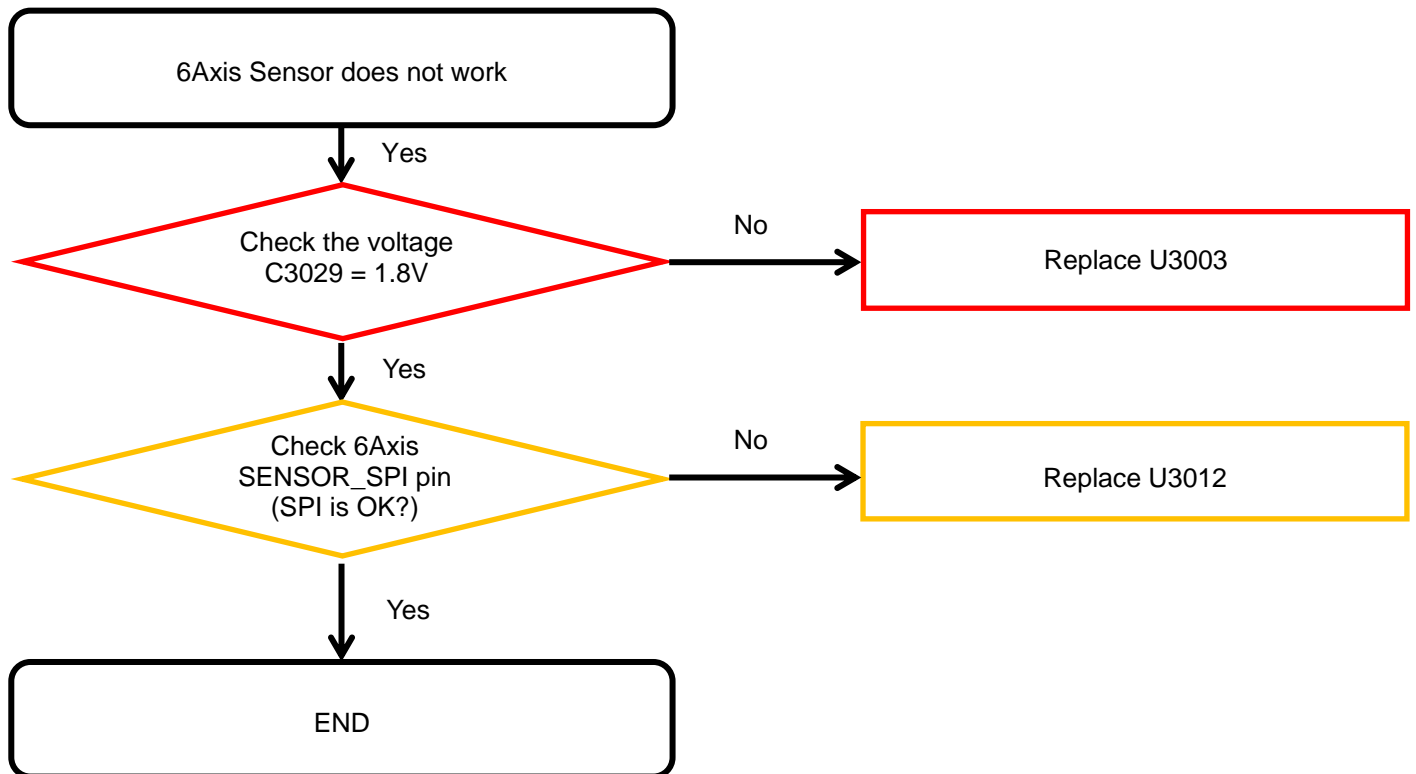 6Axis Sensor does not work
Yes
Check the voltage
C3029 = 1.8V
No
Replace U3003
Yes
Check 6Axis
SENSOR_SPI pin
(SPI is OK?)
No
Replace U3012
Yes
END